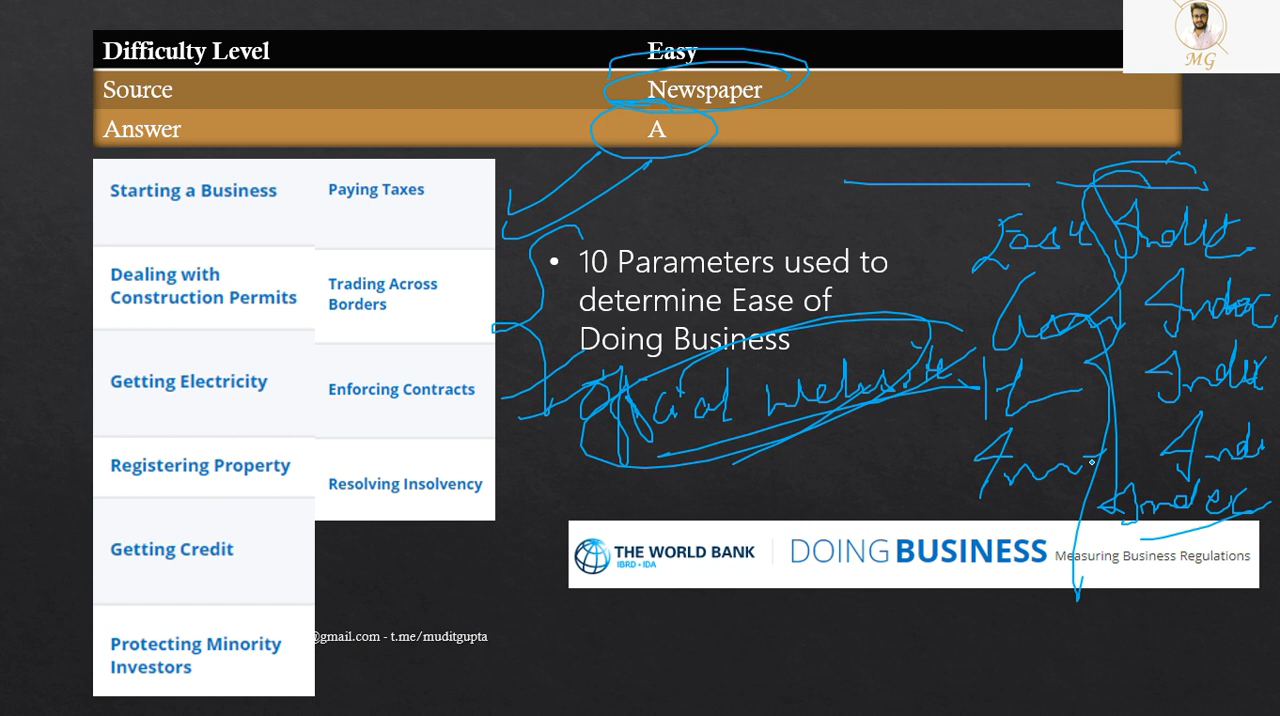 MG
Difficulty Level Easy
Source Newspaper
Answer A
Starting a Business
Dealing with
Construction Permits
Getting Electricity
Registering Property
Getting Credit
Protecting Minority
Investors
Paying Taxes
Trading Across
Borders
Enforcing Contracts
Resolving Insolvency
• 10 Parameters used to
determine Ease of
Doing Business
official website
Index
Index
Index
THE WORLD BANK
IBRD • IDA
DOING BUSINESS Measuring Business Regulations
@gmail.com - t.me/muditgupta